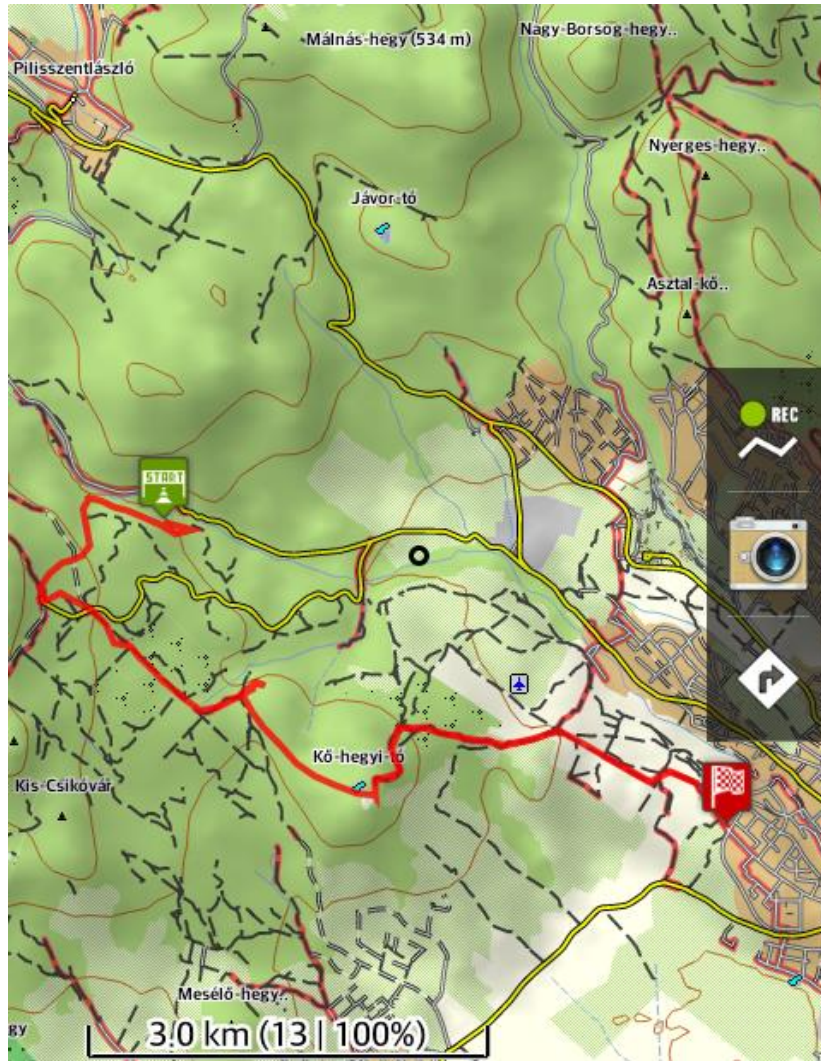 Málnás-hegy (534 m)
Nagy-Borsog-hegy..
Pilisszentlászló
Nyerges-hegy..
Jávor-tó
Asztal-kő..
REC
START
Kő-hegyi-tó
Kis-Csikóvár
Mesélő-hegy..
gy
3.0 km (13 | 100%)